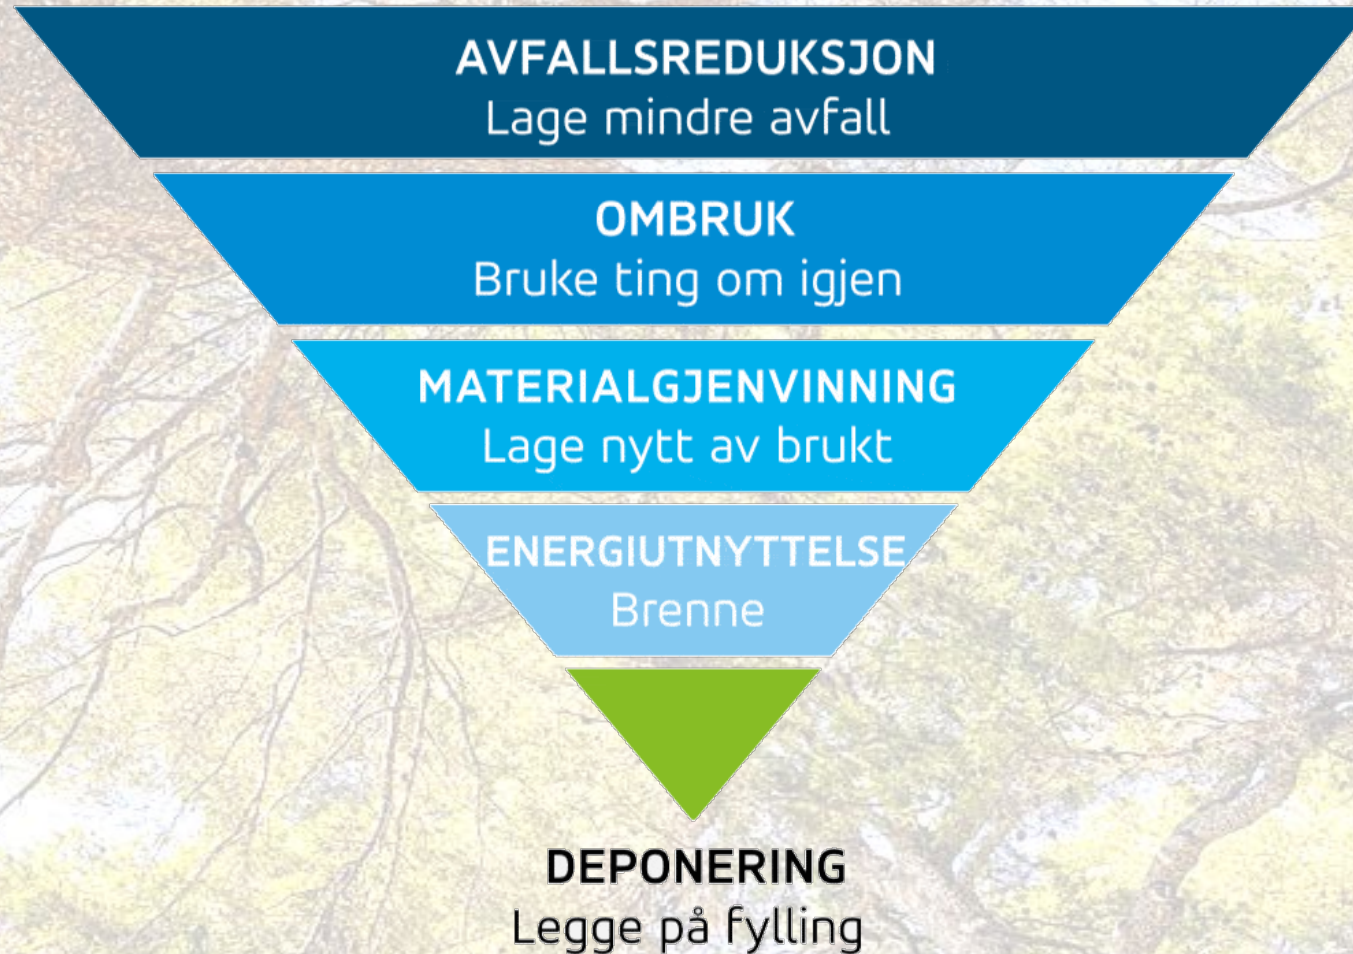 AVFALLSREDUKSJON
Lage mindre avfall
OMBRUK
Bruke ting om igjen
MATERIALGJENVINNING
Lage nytt av brukt
ENERGIUTNYTTELSE
Brenne
DEPONERING
Legge på fylling